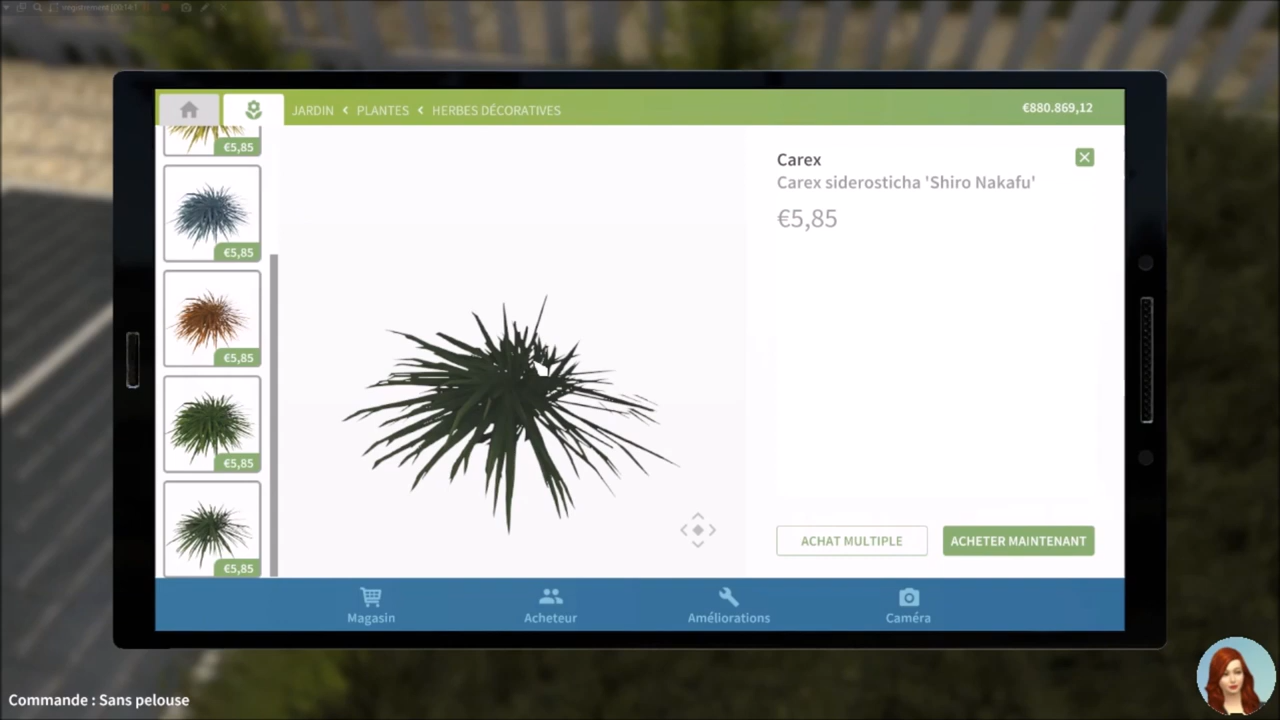 JARDIN < PLANTES < HERBES DÉCORATIVES
€880.869,12
€5,85
€5,85
€5,85
€5,85
€5,85
Carex
Carex siderosticha 'Shiro Nakafu'
€5,85
ACHAT MULTIPLE
ACHETER MAINTENANT
Magasin
Acheteur
Améliorations
Caméra
Commande : Sans pelouse